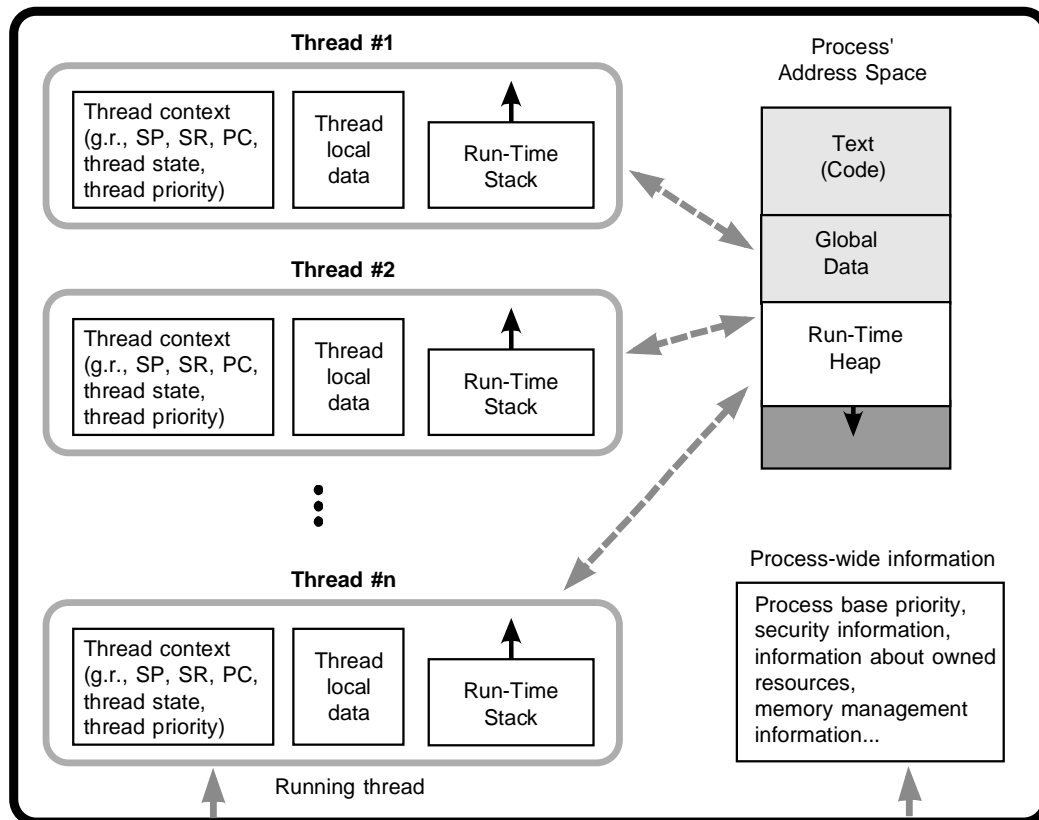 Thread #1
Thread context
(g.r., SP, SR, PC,
thread state,
thread priority)
Thread
local
data
Run-Time
Stack
Process'
Address Space
Text
(Code)
Global
Data
Run-Time
Heap
Thread #2
Thread context
(g.r., SP, SR, PC,
thread state,
thread priority)
Thread
local
data
Run-Time
Stack
Thread #n
Thread context
(g.r., SP, SR, PC,
thread state,
thread priority)
Thread
local
data
Run-Time
Stack
Running thread
Process-wide information
Process base priority,
security information,
information about owned
resources,
memory management
information...